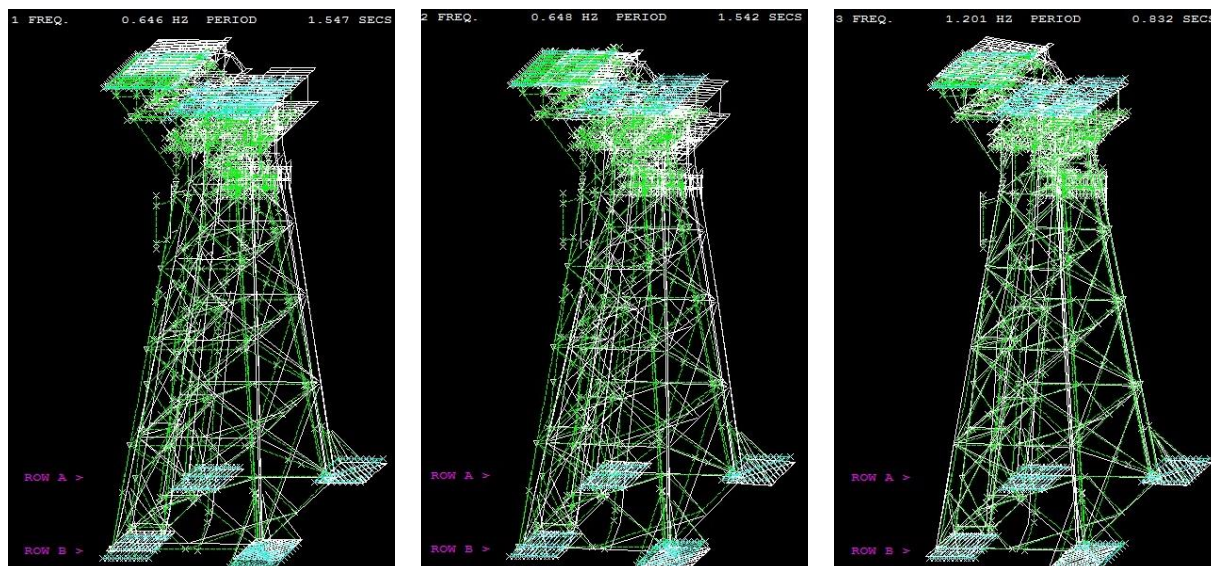 1 FREQ. 0.646 HZ PERIOD 1.547 SECS
ROW A >
ROW B >
2 FREQ. 0.648 HZ PERIOD 1.542 SECS
ROW A >
ROW B >
3 FREQ. 1.201 HZ PERIOD 0.832 SECS
ROW A >
ROW B >